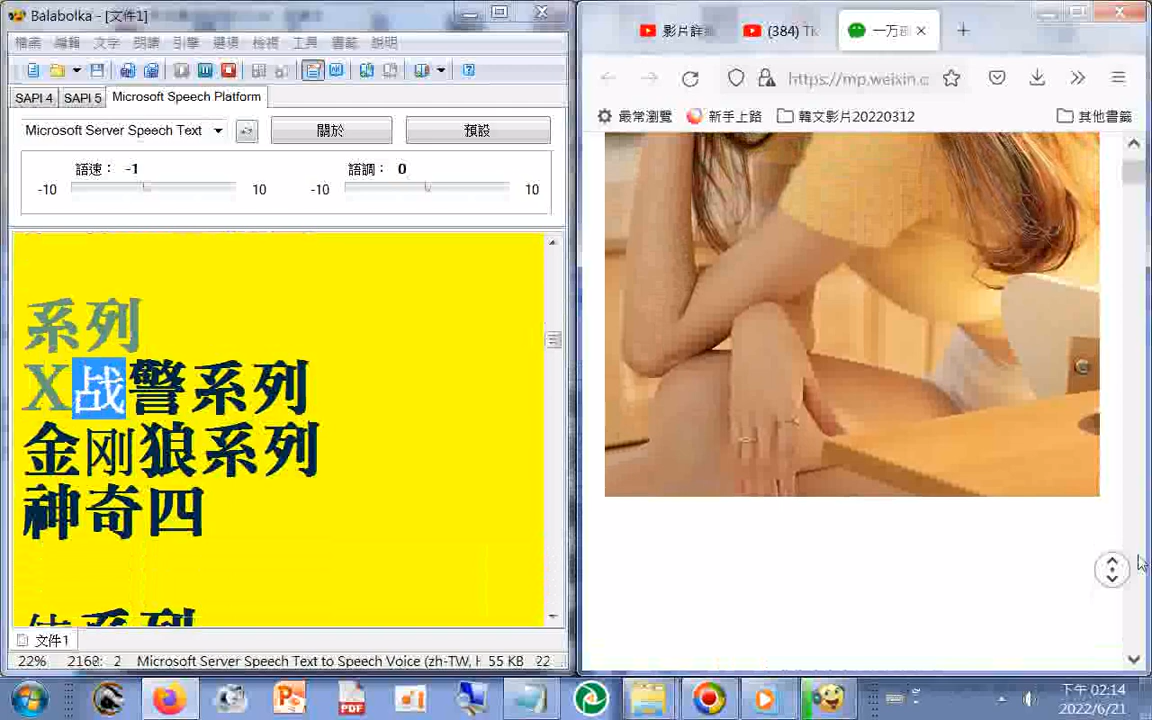 Balabolka - [文件1]
檔案 編輯 文字 朗讀 引擎 選項 檢視 工具 書籤 說明
SAPI 4 SAPI 5 Microsoft Speech Platform
Microsoft Server Speech Text 關於 預設
語速： -1 語調： 0
-10 10 -10 10
系列
X战警系列
金刚狼系列
神奇四
文件1
22% 2 Microsoft Server Speech Text to Speech Voice (zh-TW, H 55 KB 22
影片 (384) 一万
https://mp.weixin.c
最常瀏覽 新手上路 韓文影片20220312 其他書籤
PDF
下午 02:14
2022/6/21